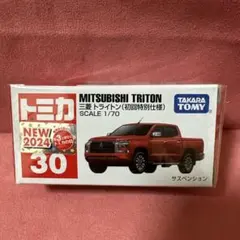 トミカ
MITSUBISHI TRITON
三菱 トライトン(初回特別仕様)
SCALE 1/70
TAKARA
TOMY
NEW
2024
30
サスペンション